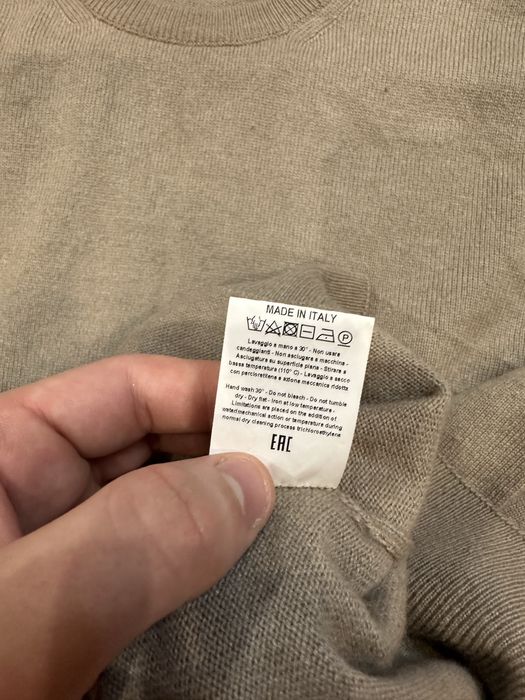 MADE IN ITALY
Lavaggio a mano a 30° - Non usare
candeggianti - Non asciugare a macchina -
Asciugatura su superficie piana - Stirare a
bassa temperatura (110° C) - Lavaggio a secco
con percloretilene a azione meccanica ridotta
Hand wash 30° - Do not bleach - Do not tumble
dry - Dry flat - Iron at low temperature -
Limitations are placed on the addition of
water/mechanical action or temperature during
normal dry cleaning process trichloroethylene
EAC